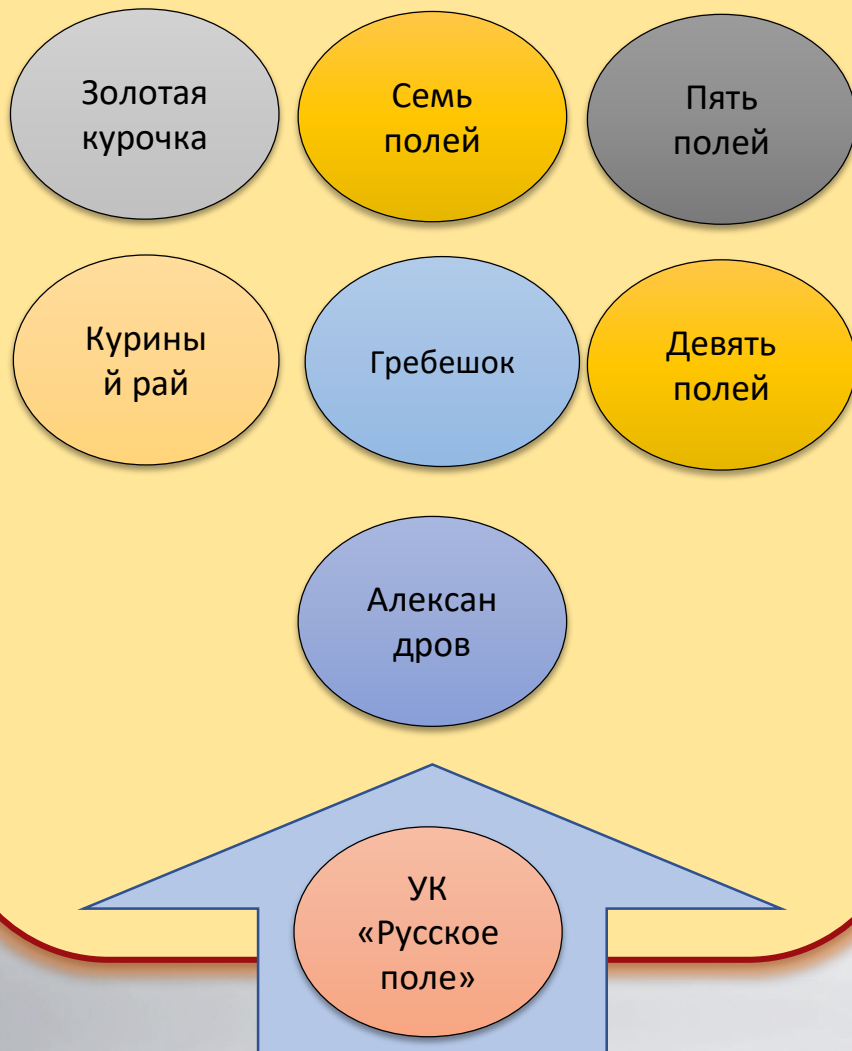 Золотая
курочка
Семь
полей
Пять
полей
Курины
й рай
Гребешок
Девять
полей
Алексан
дров
УК
«Русское
поле»